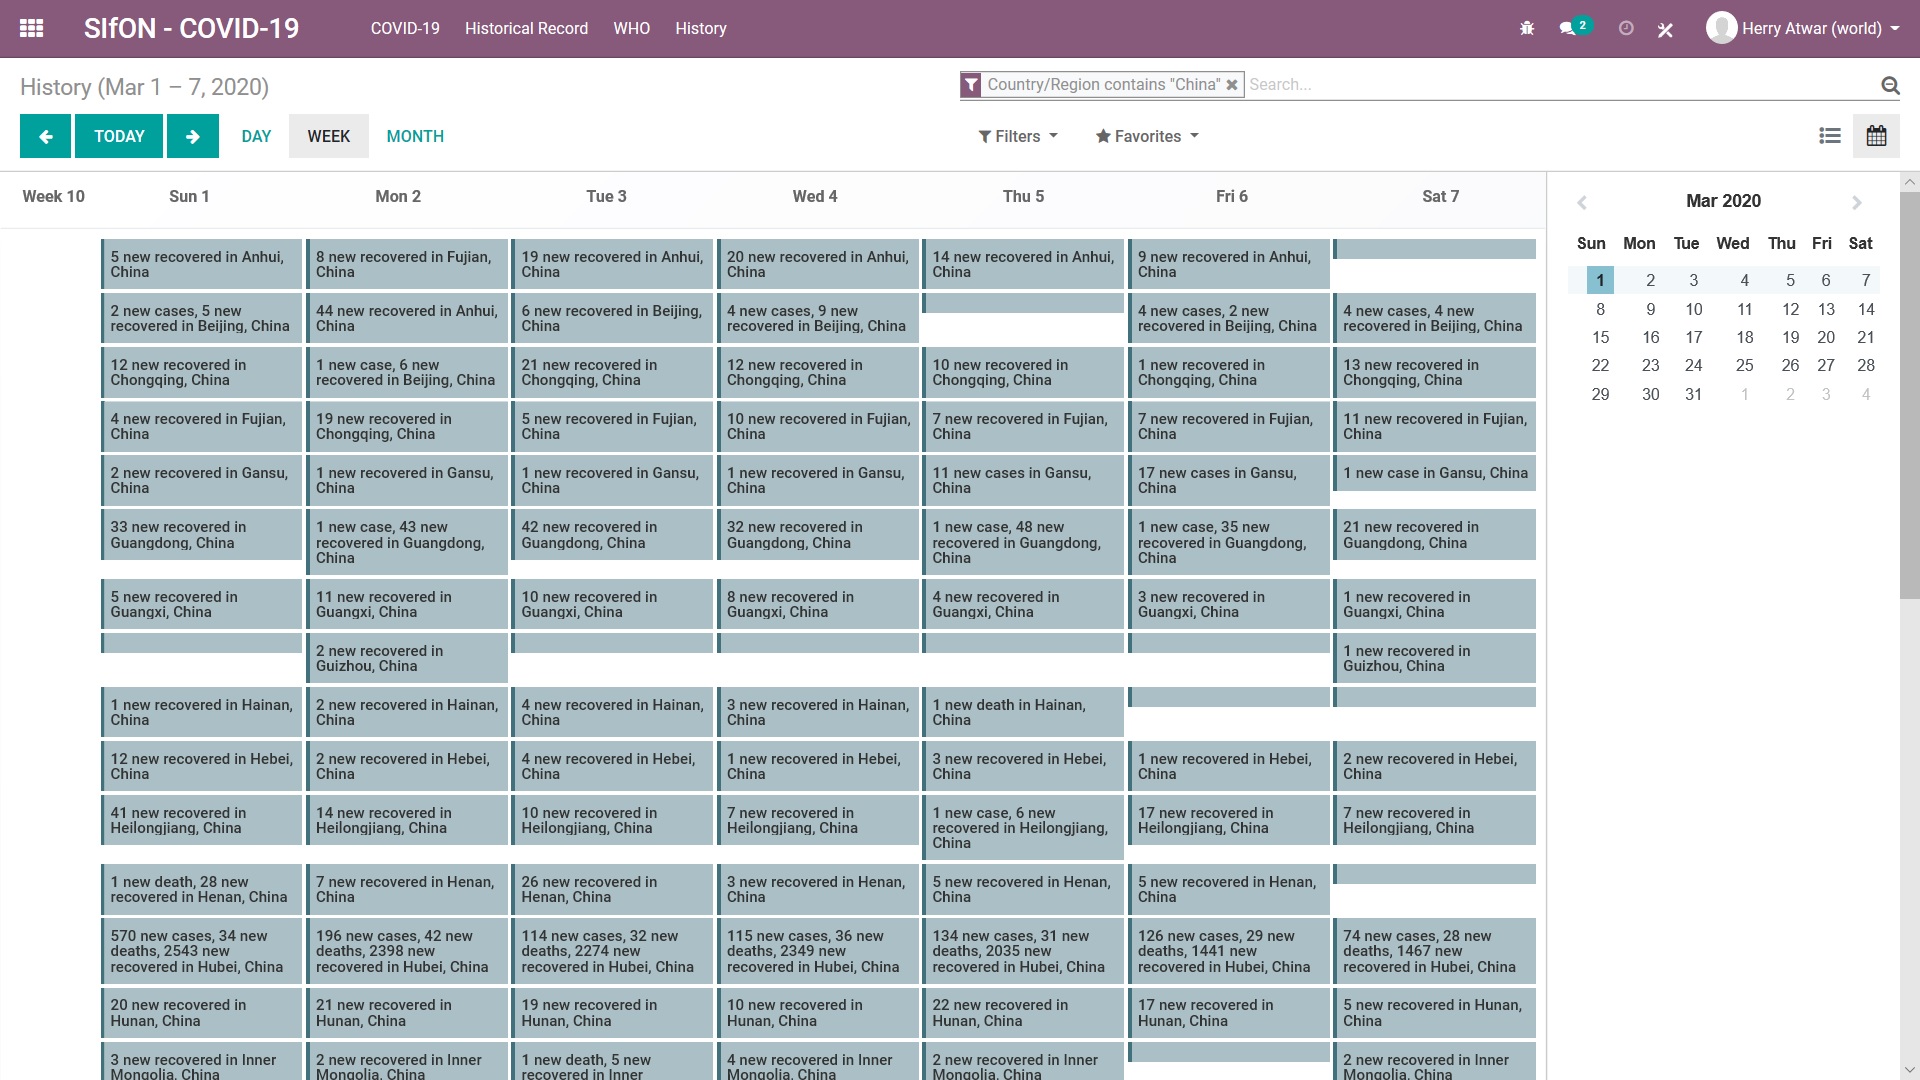 SIfON - COVID-19
COVID-19 Historical Record WHO History
2
Herry Atwar (world)
History (Mar 1 – 7, 2020)
Country/Region contains "China"
Search...
TODAY
DAY WEEK MONTH
Filters Favorites
Week 10 Sun 1 Mon 2 Tue 3 Wed 4 Thu 5 Fri 6 Sat 7
5 new recovered in Anhui,
China
8 new recovered in Fujian,
China
19 new recovered in Anhui,
China
20 new recovered in Anhui,
China
14 new recovered in Anhui,
China
9 new recovered in Anhui,
China
2 new cases, 5 new
recovered in Beijing, China
44 new recovered in Anhui,
China
6 new recovered in Beijing,
China
4 new cases, 9 new
recovered in Beijing, China
4 new cases, 2 new
recovered in Beijing, China
4 new cases, 4 new
recovered in Beijing, China
12 new recovered in
Chongqing, China
1 new case, 6 new
recovered in Beijing, China
21 new recovered in
Chongqing, China
12 new recovered in
Chongqing, China
10 new recovered in
Chongqing, China
1 new recovered in
Chongqing, China
13 new recovered in
Chongqing, China
4 new recovered in Fujian,
China
19 new recovered in
Chongqing, China
5 new recovered in Fujian,
China
10 new recovered in Fujian,
China
7 new recovered in Fujian,
China
7 new recovered in Fujian,
China
11 new recovered in Fujian,
China
2 new recovered in Gansu,
China
1 new recovered in Gansu,
China
1 new recovered in Gansu,
China
1 new recovered in Gansu,
China
11 new cases in Gansu,
China
17 new cases in Gansu,
China
1 new case in Gansu, China
33 new recovered in
Guangdong, China
1 new case, 43 new
recovered in Guangdong,
China
42 new recovered in
Guangdong, China
32 new recovered in
Guangdong, China
1 new case, 48 new
recovered in Guangdong,
China
1 new case, 35 new
recovered in Guangdong,
China
21 new recovered in
Guangdong, China
5 new recovered in
Guangxi, China
11 new recovered in
Guangxi, China
10 new recovered in
Guangxi, China
8 new recovered in
Guangxi, China
4 new recovered in
Guangxi, China
3 new recovered in
Guangxi, China
1 new recovered in
Guangxi, China
2 new recovered in
Guizhou, China
1 new recovered in
Guizhou, China
1 new recovered in Hainan,
China
2 new recovered in Hainan,
China
4 new recovered in Hainan,
China
3 new recovered in Hainan,
China
1 new death in Hainan,
China
12 new recovered in Hebei,
China
2 new recovered in Hebei,
China
4 new recovered in Hebei,
China
1 new recovered in Hebei,
China
3 new recovered in Hebei,
China
1 new recovered in Hebei,
China
2 new recovered in Hebei,
China
41 new recovered in
Heilongjiang, China
14 new recovered in
Heilongjiang, China
10 new recovered in
Heilongjiang, China
7 new recovered in
Heilongjiang, China
1 new case, 6 new
recovered in Heilongjiang,
China
17 new recovered in
Heilongjiang, China
7 new recovered in
Heilongjiang, China
1 new death, 28 new
recovered in Henan, China
7 new recovered in Henan,
China
26 new recovered in
Henan, China
3 new recovered in Henan,
China
5 new recovered in Henan,
China
5 new recovered in Henan,
China
570 new cases, 34 new
deaths, 2543 new
recovered in Hubei, China
196 new cases, 42 new
deaths, 2398 new
recovered in Hubei, China
114 new cases, 32 new
deaths, 2274 new
recovered in Hubei, China
115 new cases, 36 new
deaths, 2349 new
recovered in Hubei, China
134 new cases, 31 new
deaths, 2035 new
recovered in Hubei, China
126 new cases, 29 new
deaths, 1441 new
recovered in Hubei, China
74 new cases, 28 new
deaths, 1467 new
recovered in Hubei, China
20 new recovered in
Hunan, China
21 new recovered in
Hunan, China
19 new recovered in
Hunan, China
10 new recovered in
Hunan, China
22 new recovered in
Hunan, China
17 new recovered in
Hunan, China
5 new recovered in Hunan,
China
3 new recovered in Inner
Mongolia, China
2 new recovered in Inner
Mongolia, China
1 new death, 5 new
recovered in Inner
4 new recovered in Inner
Mongolia, China
2 new recovered in Inner
Mongolia, China
2 new recovered in Inner
Mongolia, China
Mar 2020
Sun Mon Tue Wed Thu Fri Sat
1 2 3 4 5 6 7
8 9 10 11 12 13 14
15 16 17 18 19 20 21
22 23 24 25 26 27 28
29 30 31 1 2 3 4